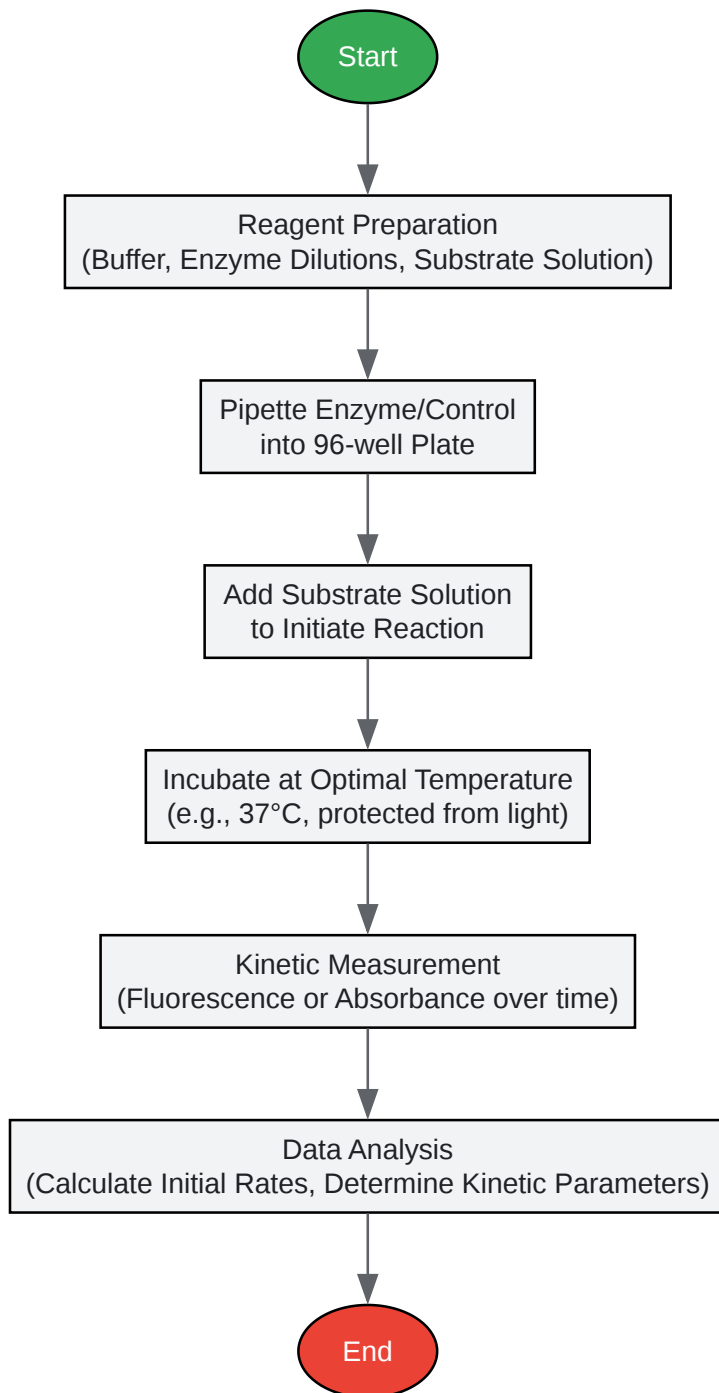 Start
Reagent Preparation
(Buffer, Enzyme Dilutions, Substrate Solution)
Pipette Enzyme/Control
into 96-well Plate
Add Substrate Solution
to Initiate Reaction
Incubate at Optimal Temperature
(e.g., 37°C, protected from light)
Kinetic Measurement
(Fluorescence or Absorbance over time)
Data Analysis
(Calculate Initial Rates, Determine Kinetic Parameters)
End